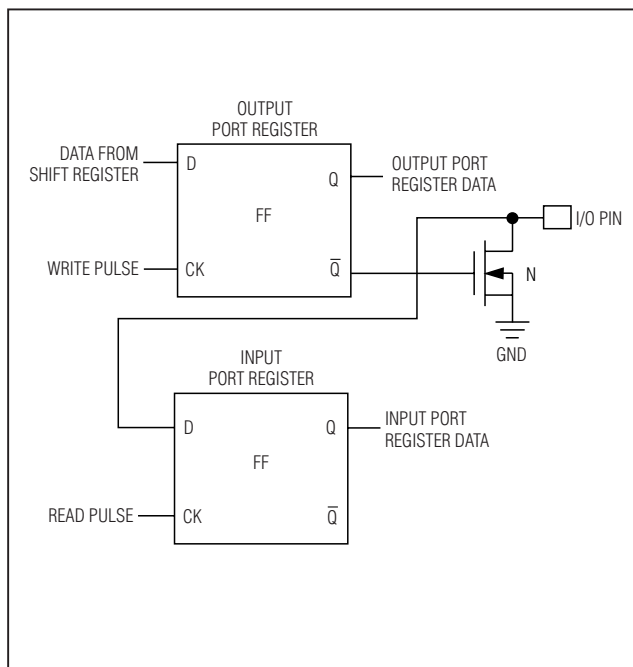 OUTPUT
PORT REGISTER
DATA FROM
SHIFT REGISTER
D
Q
OUTPUT PORT
REGISTER DATA
FF
I/O PIN
WRITE PULSE
CK
Q̅
N
GND
INPUT
PORT REGISTER
D
Q
INPUT PORT
REGISTER DATA
FF
READ PULSE
CK
Q̅